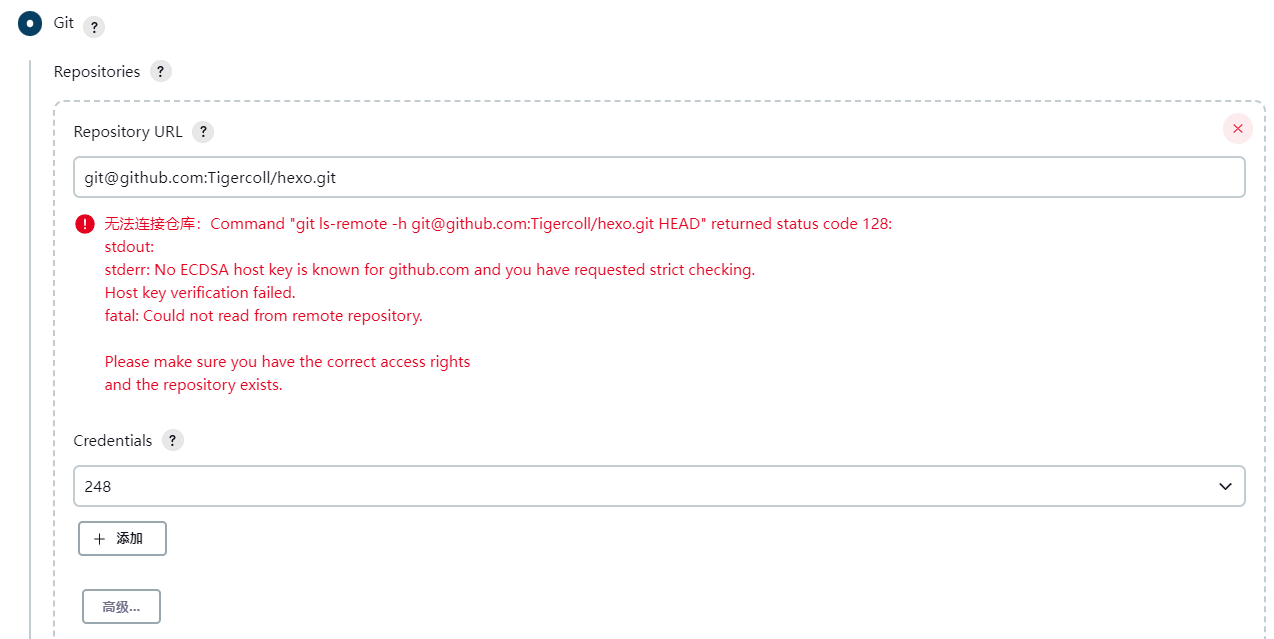 Git ?
Repositories ?
Repository URL ?
git@github.com:Tigercoll/hexo.git
无法连接仓库：Command "git ls-remote -h git@github.com:Tigercoll/hexo.git HEAD" returned status code 128:
stdout:
stderr: No ECDSA host key is known for github.com and you have requested strict checking.
Host key verification failed.
fatal: Could not read from remote repository.
Please make sure you have the correct access rights
and the repository exists.
Credentials ?
248
添加
高级...